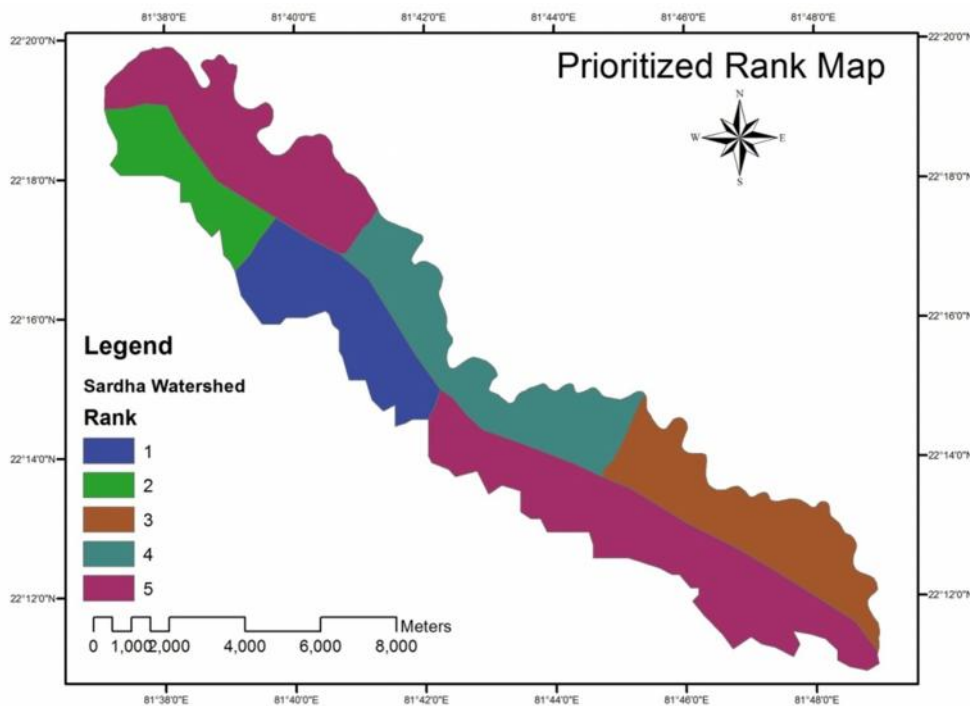 81°38'0"E 81°40'0"E 81°42'0"E 81°44'0"E 81°46'0"E 81°48'0"E
22°20'0"N 22°20'0"N
Prioritized Rank Map
N
W E
S
22°18'0"N 22°18'0"N
22°16'0"N 22°16'0"N
Legend
Sardha Watershed
Rank
1
22°14'0"N 22°14'0"N
2
3
4
5
22°12'0"N 22°12'0"N
Meters
0 1,000 2,000 4,000 6,000 8,000
81°38'0"E 81°40'0"E 81°42'0"E 81°44'0"E 81°46'0"E 81°48'0"E